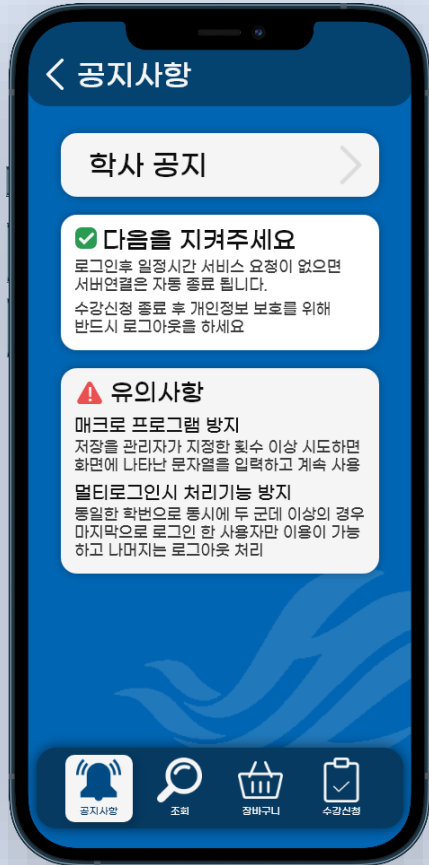 공지사항
학사 공지
다음을 지켜주세요
로그인후 일정시간 서비스 요청이 없으면
서버연결은 자동 종료 됩니다.
수강신청 종료 후 개인정보 보호를 위해
반드시 로그아웃을 하세요
유의사항
매크로 프로그램 방지
저장을 관리자가 지정한 횟수 이상 시도하면
화면에 나타난 문자열을 입력하고 계속 사용
멀티로그인시 처리기능 방지
동일한 학번으로 동시에 두 군데 이상의 경우
마지막으로 로그인 한 사용자만 이용이 가능
하고 나머지는 로그아웃 처리
공지사항
조회
장바구니
수강신청